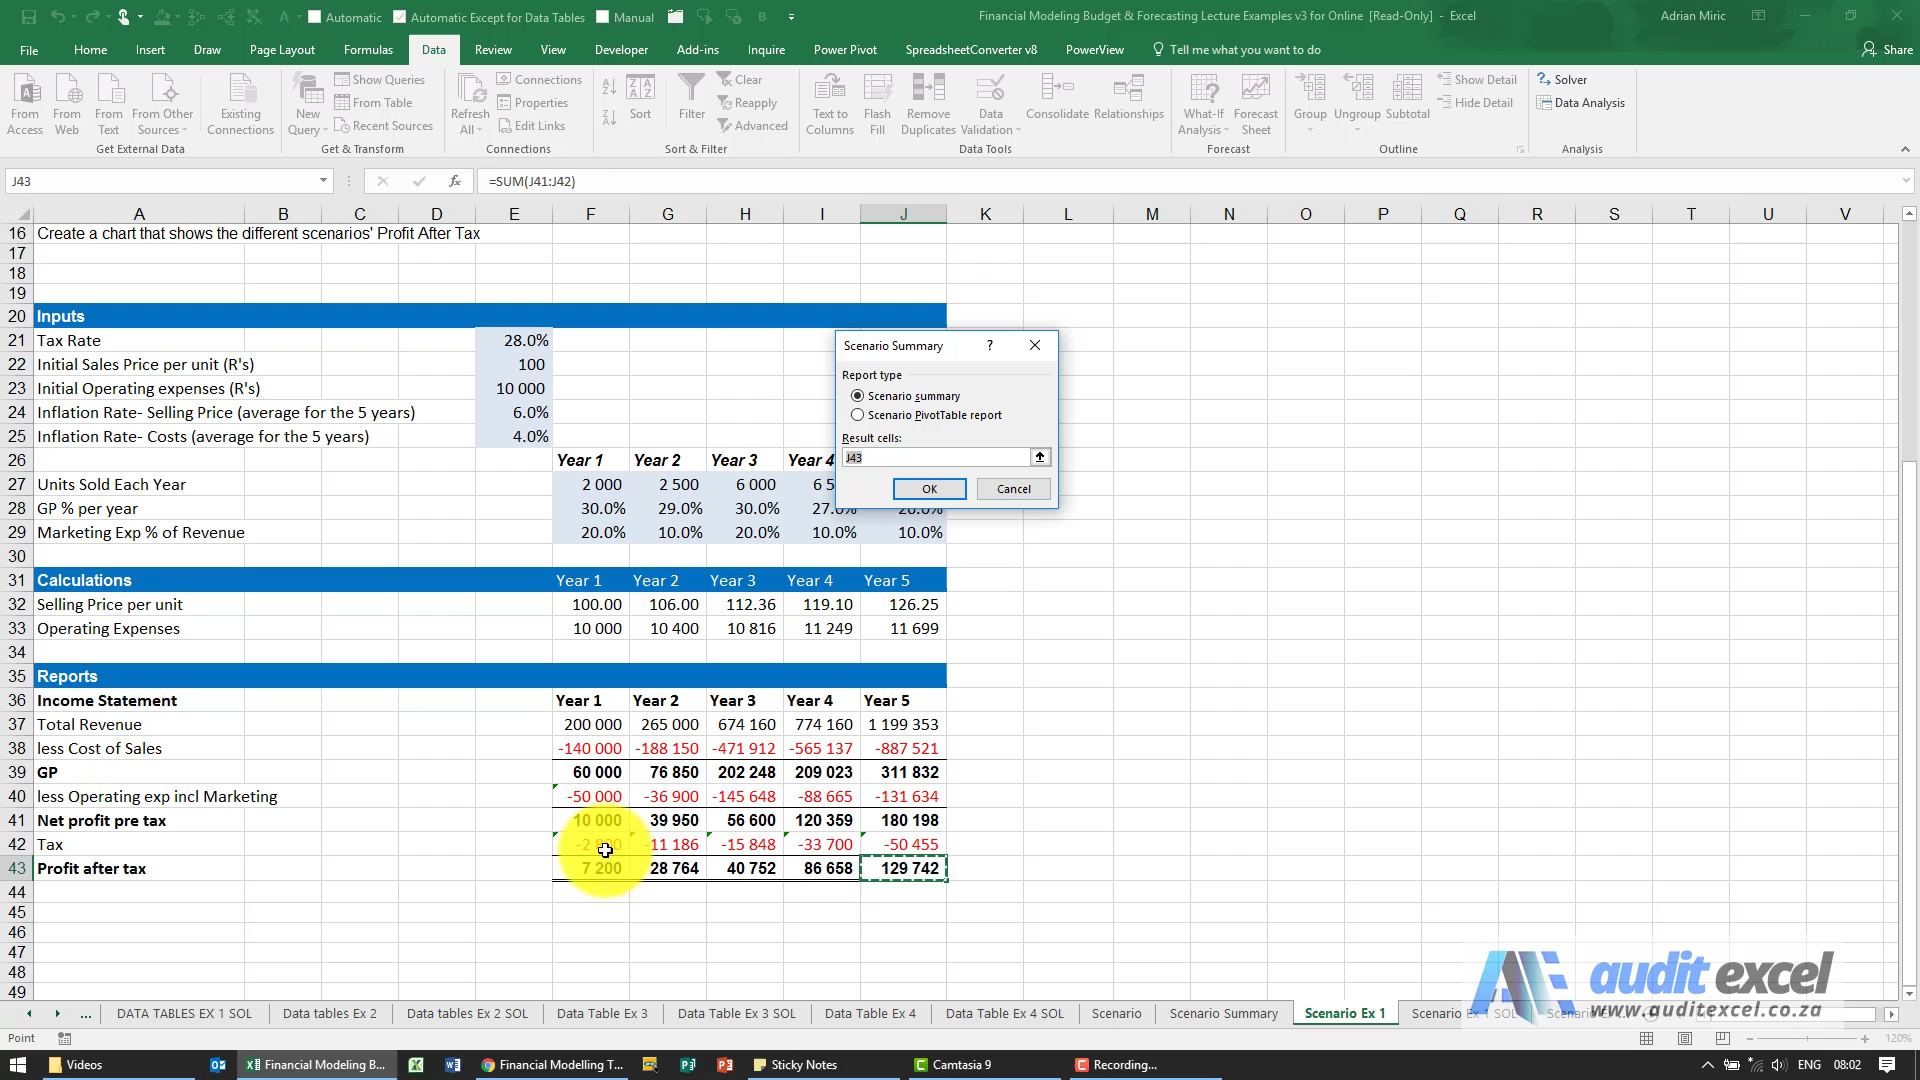 Automatic Automatic Except for Data Tables Manual B Financial Modeling Budget & Forecasting Lecture Examples v3 for Online [Read-Only] - Excel Adrian Miric
File Home Insert Draw Page Layout Formulas Data Review View Developer Add-ins Inquire Power Pivot SpreadsheetConverter v8 PowerView Tell me what you want to do Share
From Access From Web From Text From Other Sources Existing Connections New Query Show Queries From Table Recent Sources Refresh All Connections Properties Edit Links Sort Filter Clear Reapply Advanced Text to Columns Flash Fill Remove Duplicates Data Validation Consolidate Relationships What-If Analysis Forecast Sheet Group Ungroup Subtotal Show Detail Hide Detail Solver Data Analysis
Get External Data Get & Transform Connections Sort & Filter Data Tools Forecast Outline Analysis
J43 fx =SUM(J41:J42)
A B C D E F G H I J K L M N O P Q R S T U V
16 Create a chart that shows the different scenarios' Profit After Tax
17
18
19
20 Inputs
21 Tax Rate 28.0%
22 Initial Sales Price per unit (R's) 100
23 Initial Operating expenses (R's) 10 000
24 Inflation Rate- Selling Price (average for the 5 years) 6.0%
25 Inflation Rate- Costs (average for the 5 years) 4.0%
26 Year 1 Year 2 Year 3 Year 4
27 Units Sold Each Year 2 000 2 500 6 000 6 5
28 GP % per year 30.0% 29.0% 30.0% 27.0%
29 Marketing Exp % of Revenue 20.0% 10.0% 20.0% 10.0% 10.0%
30
31 Calculations Year 1 Year 2 Year 3 Year 4 Year 5
32 Selling Price per unit 100.00 106.00 112.36 119.10 126.25
33 Operating Expenses 10 000 10 400 10 816 11 249 11 699
34
35 Reports
36 Income Statement Year 1 Year 2 Year 3 Year 4 Year 5
37 Total Revenue 200 000 265 000 674 160 774 160 1 199 353
38 less Cost of Sales -140 000 -188 150 -471 912 -565 137 -887 521
39 GP 60 000 76 850 202 248 209 023 311 832
40 less Operating exp incl Marketing -50 000 -36 900 -145 648 -88 665 -131 634
41 Net profit pre tax 10 000 39 950 56 600 120 359 180 198
42 Tax -2 800 -11 186 -15 848 -33 700 -50 455
43 Profit after tax 7 200 28 764 40 752 86 658 129 742
44
45
46
47
48
49
Scenario Summary ?
Report type
Scenario summary
Scenario PivotTable report
Result cells:
J43
OK Cancel
audit excel
www.auditexcel.co.za
... DATA TABLES EX 1 SOL Data tables Ex 2 Data tables Ex 2 SOL Data Table Ex 3 Data Table Ex 3 SOL Data Table Ex 4 Data Table Ex 4 SOL Scenario Scenario Summary Scenario Ex 1
Point 120%
Videos Financial Modeling B... Financial Modelling T... Sticky Notes Camtasia 9 Recording... ENG 08:02